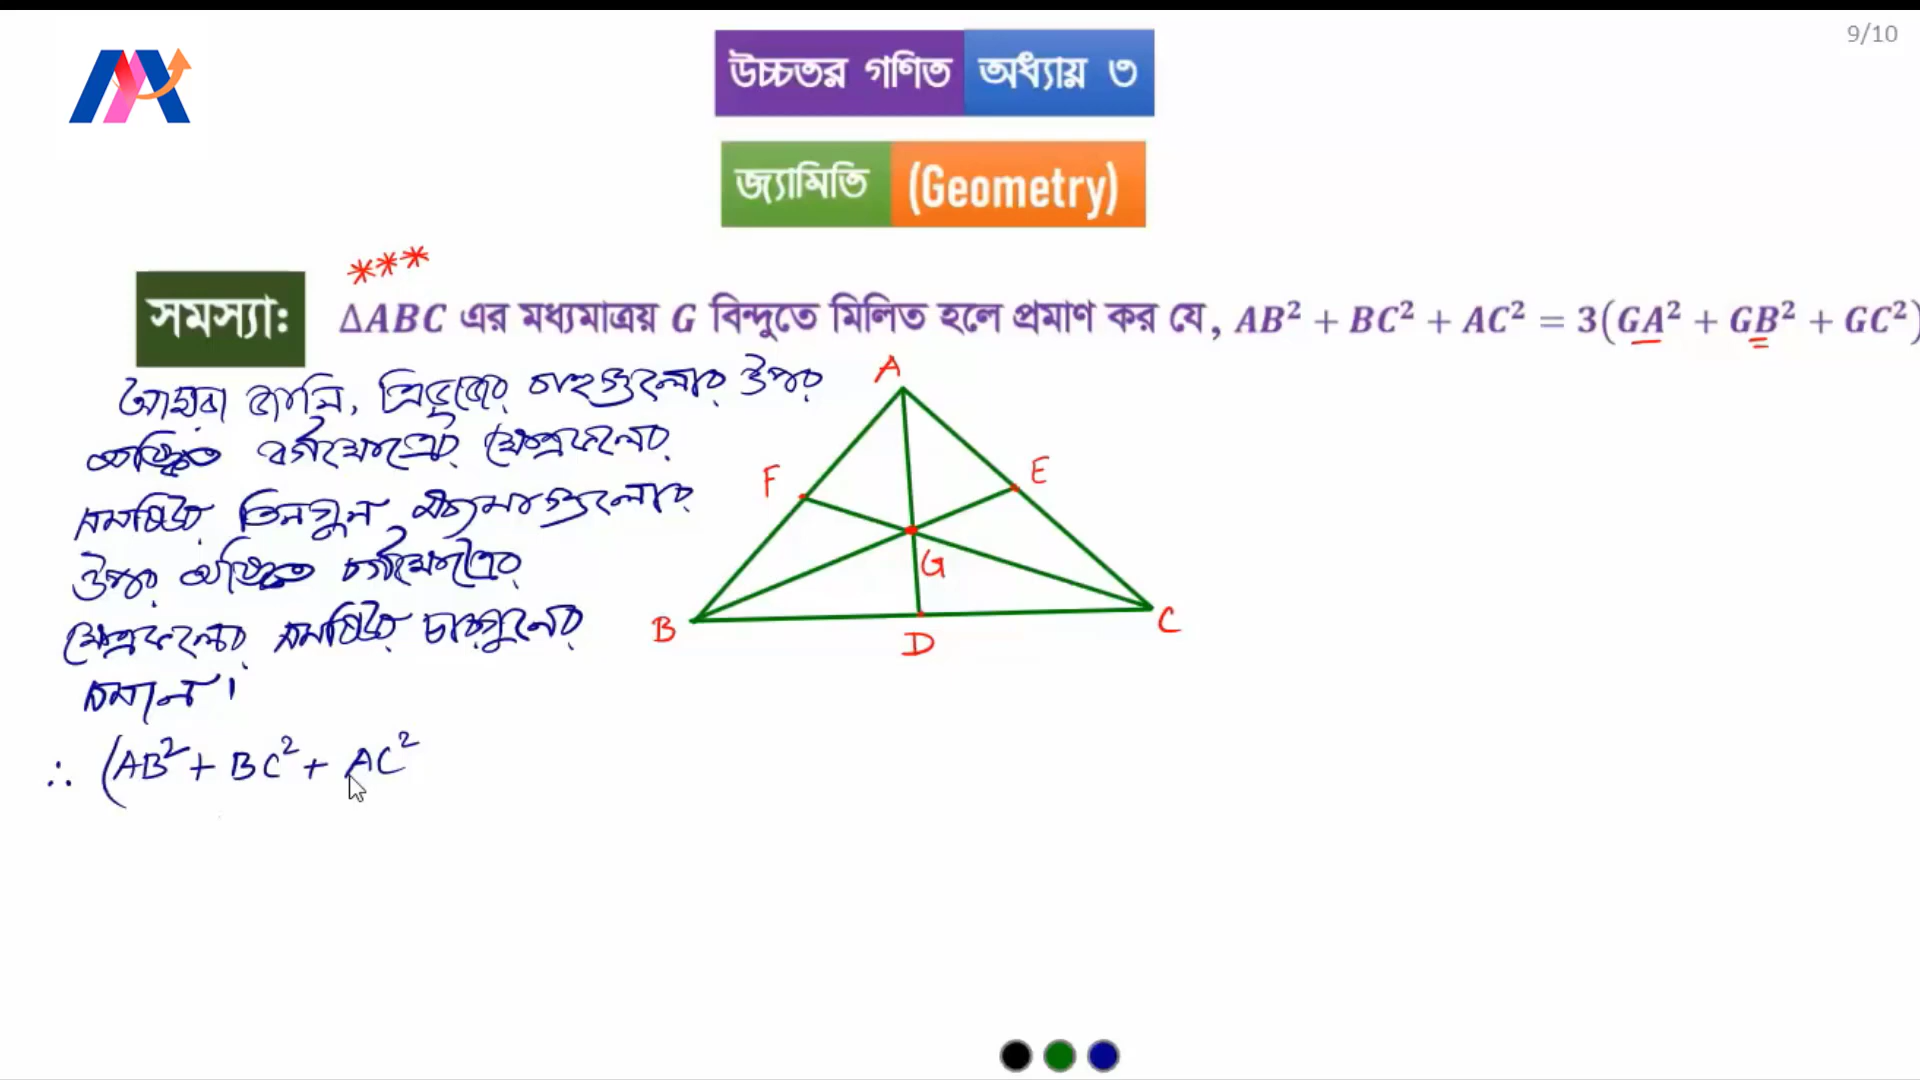 9/10
উচ্চতর গণিত অধ্যায় ৩
জ্যামিতি (Geometry)
***
সমস্যা: ΔABC এর মধ্যমাত্রয় G বিন্দুতে মিলিত হলে প্রমাণ কর যে, AB² + BC² + AC² = 3(GA² + GB² + GC²)
আমরা জানি, ত্রিভুজের বাহুগুলোর উপর
অঙ্কিত বর্গক্ষেত্রের ক্ষেত্রফলের
সমষ্টির তিনগুন মধ্যমাগুলোর
উপর অঙ্কিত বর্গক্ষেত্রের
ক্ষেত্রফলের সমষ্টির চারগুনের
সমান।
∴ (AB² + BC² + AC²
A
F
E
G
B
D
C